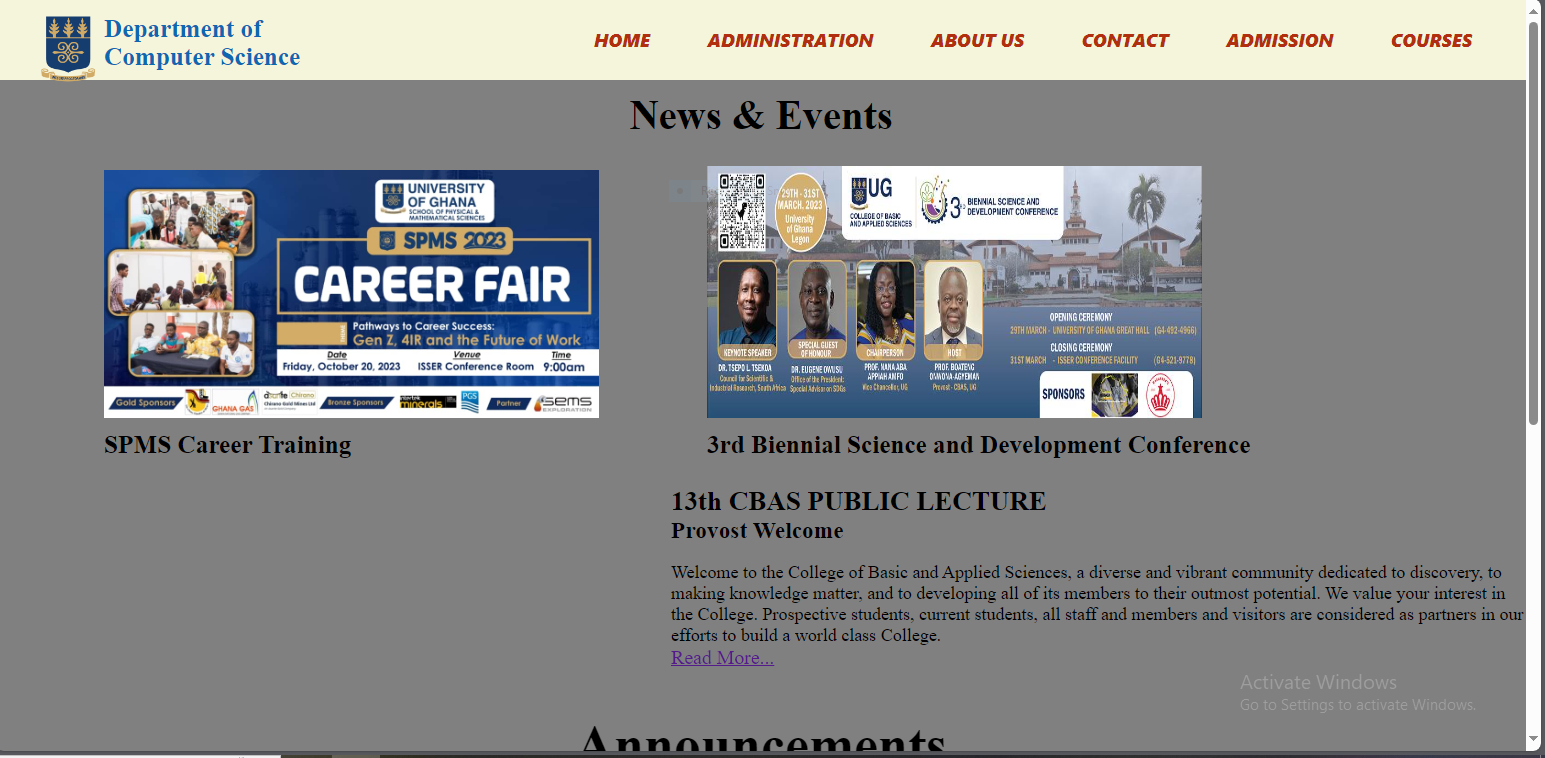 Department of
Computer Science
HOME
ADMINISTRATION
ABOUT US
CONTACT
ADMISSION
COURSES
News & Events
UNIVERSITY
OF GHANA
SCHOOL OF PHYSICAL &
MATHEMATICAL SCIENCES
SPMS 2023
CAREER FAIR
Pathways to Career Success:
Gen Z, 4IR and the Future of Work
Date
Friday, October 20, 2023
Venue
ISSER Conference Room
Time
9:00am
Gold Sponsors
GHANA GAS
Chirano Gold Mines Ltd
Bronze Sponsors
minerals
PGS
Partner
sems
EXPLORATION
SPMS Career Training
29TH - 31ST
MARCH, 2023
University
of Ghana
Legon
UG
COLLEGE OF BASIC
AND APPLIED SCIENCES
3RD BIENNIAL SCIENCE AND
DEVELOPMENT CONFERENCE
KEYNOTE SPEAKER
DR. TSEPO L. TSEKOA
Council for Scientific &
Industrial Research, South Africa
SPECIAL GUEST
OF HONOUR
DR. EUGENE OWUSU
Office of the President:
Special Advisor on SDGs
CHAIRPERSON
PROF. NANA ABA
APPIAH AMFO
Vice Chancellor, UG
HOST
PROF. BOATENG
ONWONA-AGYEMAN
Provost - CBAS, UG
OPENING CEREMONY
29TH MARCH - UNIVERSITY OF GHANA GREAT HALL (G4-492-4966)
CLOSING CEREMONY
31ST MARCH - ISSER CONFERENCE FACILITY (G4-521-9778)
SPONSORS
3rd Biennial Science and Development Conference
13th CBAS PUBLIC LECTURE
Provost Welcome
Welcome to the College of Basic and Applied Sciences, a diverse and vibrant community dedicated to discovery, to
making knowledge matter, and to developing all of its members to their outmost potential. We value your interest in
the College. Prospective students, current students, all staff and members and visitors are considered as partners in our
efforts to build a world class College.
Read More...
Activate Windows
Go to Settings to activate Windows.
Announcements